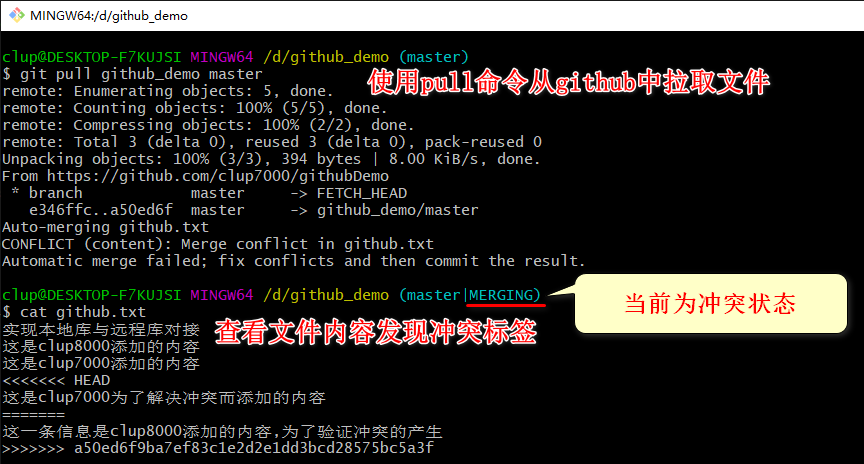 MINGW64:/d/github_demo
clup@DESKTOP-F7KUJSI MINGW64 /d/github_demo (master)
$ git pull github_demo master
使用pull命令从github中拉取文件
remote: Enumerating objects: 5, done.
remote: Counting objects: 100% (5/5), done.
remote: Compressing objects: 100% (2/2), done.
remote: Total 3 (delta 0), reused 3 (delta 0), pack-reused 0
Unpacking objects: 100% (3/3), 394 bytes | 8.00 KiB/s, done.
From https://github.com/clup7000/githubDemo
* branch master -> FETCH_HEAD
e346ffc..a50ed6f master -> github_demo/master
Auto-merging github.txt
CONFLICT (content): Merge conflict in github.txt
Automatic merge failed; fix conflicts and then commit the result.
clup@DESKTOP-F7KUJSI MINGW64 /d/github_demo (master|MERGING)
当前为冲突状态
$ cat github.txt
查看文件内容发现冲突标签
实现本地库与远程库对接
这是clup8000添加的内容
这是clup7000添加的内容
<<<<<<< HEAD
这是clup7000为了解决冲突而添加的内容
=======
这一条信息是clup8000添加的内容,为了验证冲突的产生
>>>>>>> a50ed6f9ba7ef83c1e2d2e1dd3bcd28575bc5a3f